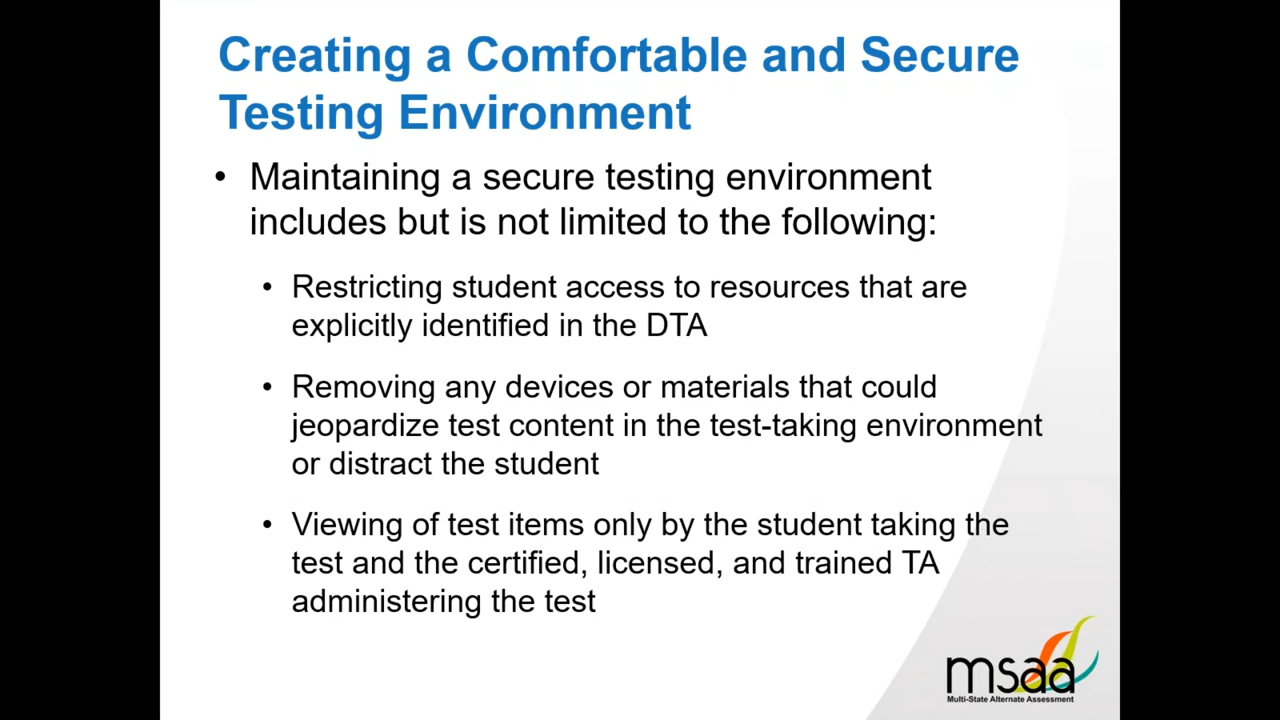 Creating a Comfortable and Secure
Testing Environment
• Maintaining a secure testing environment
includes but is not limited to the following:
• Restricting student access to resources that are
explicitly identified in the DTA
• Removing any devices or materials that could
jeopardize test content in the test-taking environment
or distract the student
• Viewing of test items only by the student taking the
test and the certified, licensed, and trained TA
administering the test
msaa
Multi-State Alternate Assessment